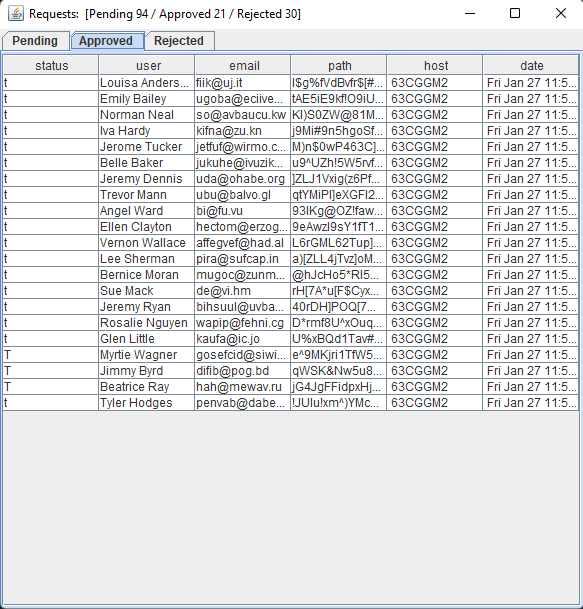 Requests: [Pending 94 / Approved 21 / Rejected 30]
Pending Approved Rejected
status user email path host date
t Louisa Anders... fiik@uj.it I$g%fVdBvfr$[#... 63CGGM2 Fri Jan 27 11:5...
t Emily Bailey ugoba@eciive... tAE5iE9kf!O9iU... 63CGGM2 Fri Jan 27 11:5...
t Norman Neal so@avbaucu.kw KI)S0ZW@81M... 63CGGM2 Fri Jan 27 11:5...
t Iva Hardy kifna@zu.kn j9Mi#9n5hgoSf... 63CGGM2 Fri Jan 27 11:5...
t Jerome Tucker jetfuf@wirmo.c... M)n$0wP463C]... 63CGGM2 Fri Jan 27 11:5...
t Belle Baker jukuhe@ivuzik... u9^UZh!5W5rvf... 63CGGM2 Fri Jan 27 11:5...
t Jeremy Dennis uda@ohabe.org ]ZLJ1Vxig(z6Pf... 63CGGM2 Fri Jan 27 11:5...
t Trevor Mann ubu@balvo.gl qtYMiPl]eXGFI2... 63CGGM2 Fri Jan 27 11:5...
t Angel Ward bi@fu.vu 93IKg@OZ!faw... 63CGGM2 Fri Jan 27 11:5...
t Ellen Clayton hectom@erzog... 9eAwzI9sY1fT1... 63CGGM2 Fri Jan 27 11:5...
t Vernon Wallace affegvef@had.al L6rGML62Tup]... 63CGGM2 Fri Jan 27 11:5...
t Lee Sherman pira@sufcap.in a)[ZLL4jTvz]oM... 63CGGM2 Fri Jan 27 11:5...
t Bernice Moran mugoc@zunm... @hJcHo5*RI5... 63CGGM2 Fri Jan 27 11:5...
t Sue Mack de@vi.hm rH[7A*u[F$Cyx... 63CGGM2 Fri Jan 27 11:5...
t Jeremy Ryan bihsuul@uvba... 40rDH]POQ[7... 63CGGM2 Fri Jan 27 11:5...
t Rosalie Nguyen wapip@fehni.cg D*rmf8U^xOuq... 63CGGM2 Fri Jan 27 11:5...
t Glen Little kaufa@ic.jo U%xBQd1Tav#... 63CGGM2 Fri Jan 27 11:5...
T Myrtie Wagner gosefcid@siwi... e^9MKjri1TfW5... 63CGGM2 Fri Jan 27 11:5...
T Jimmy Byrd difib@pog.bd qWSK&Nw5u8... 63CGGM2 Fri Jan 27 11:5...
T Beatrice Ray hah@mewav.ru jG4JgFFidpxHj... 63CGGM2 Fri Jan 27 11:5...
t Tyler Hodges penvab@dabe... !JUIu!xm^)YMc... 63CGGM2 Fri Jan 27 11:5...